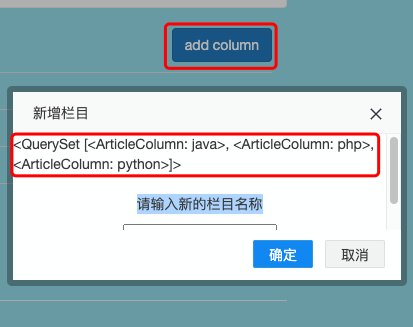 add column
新增栏目
<QuerySet [<ArticleColumn: java>, <ArticleColumn: php>,
<ArticleColumn: python>]>
请输入新的栏目名称
确定
取消